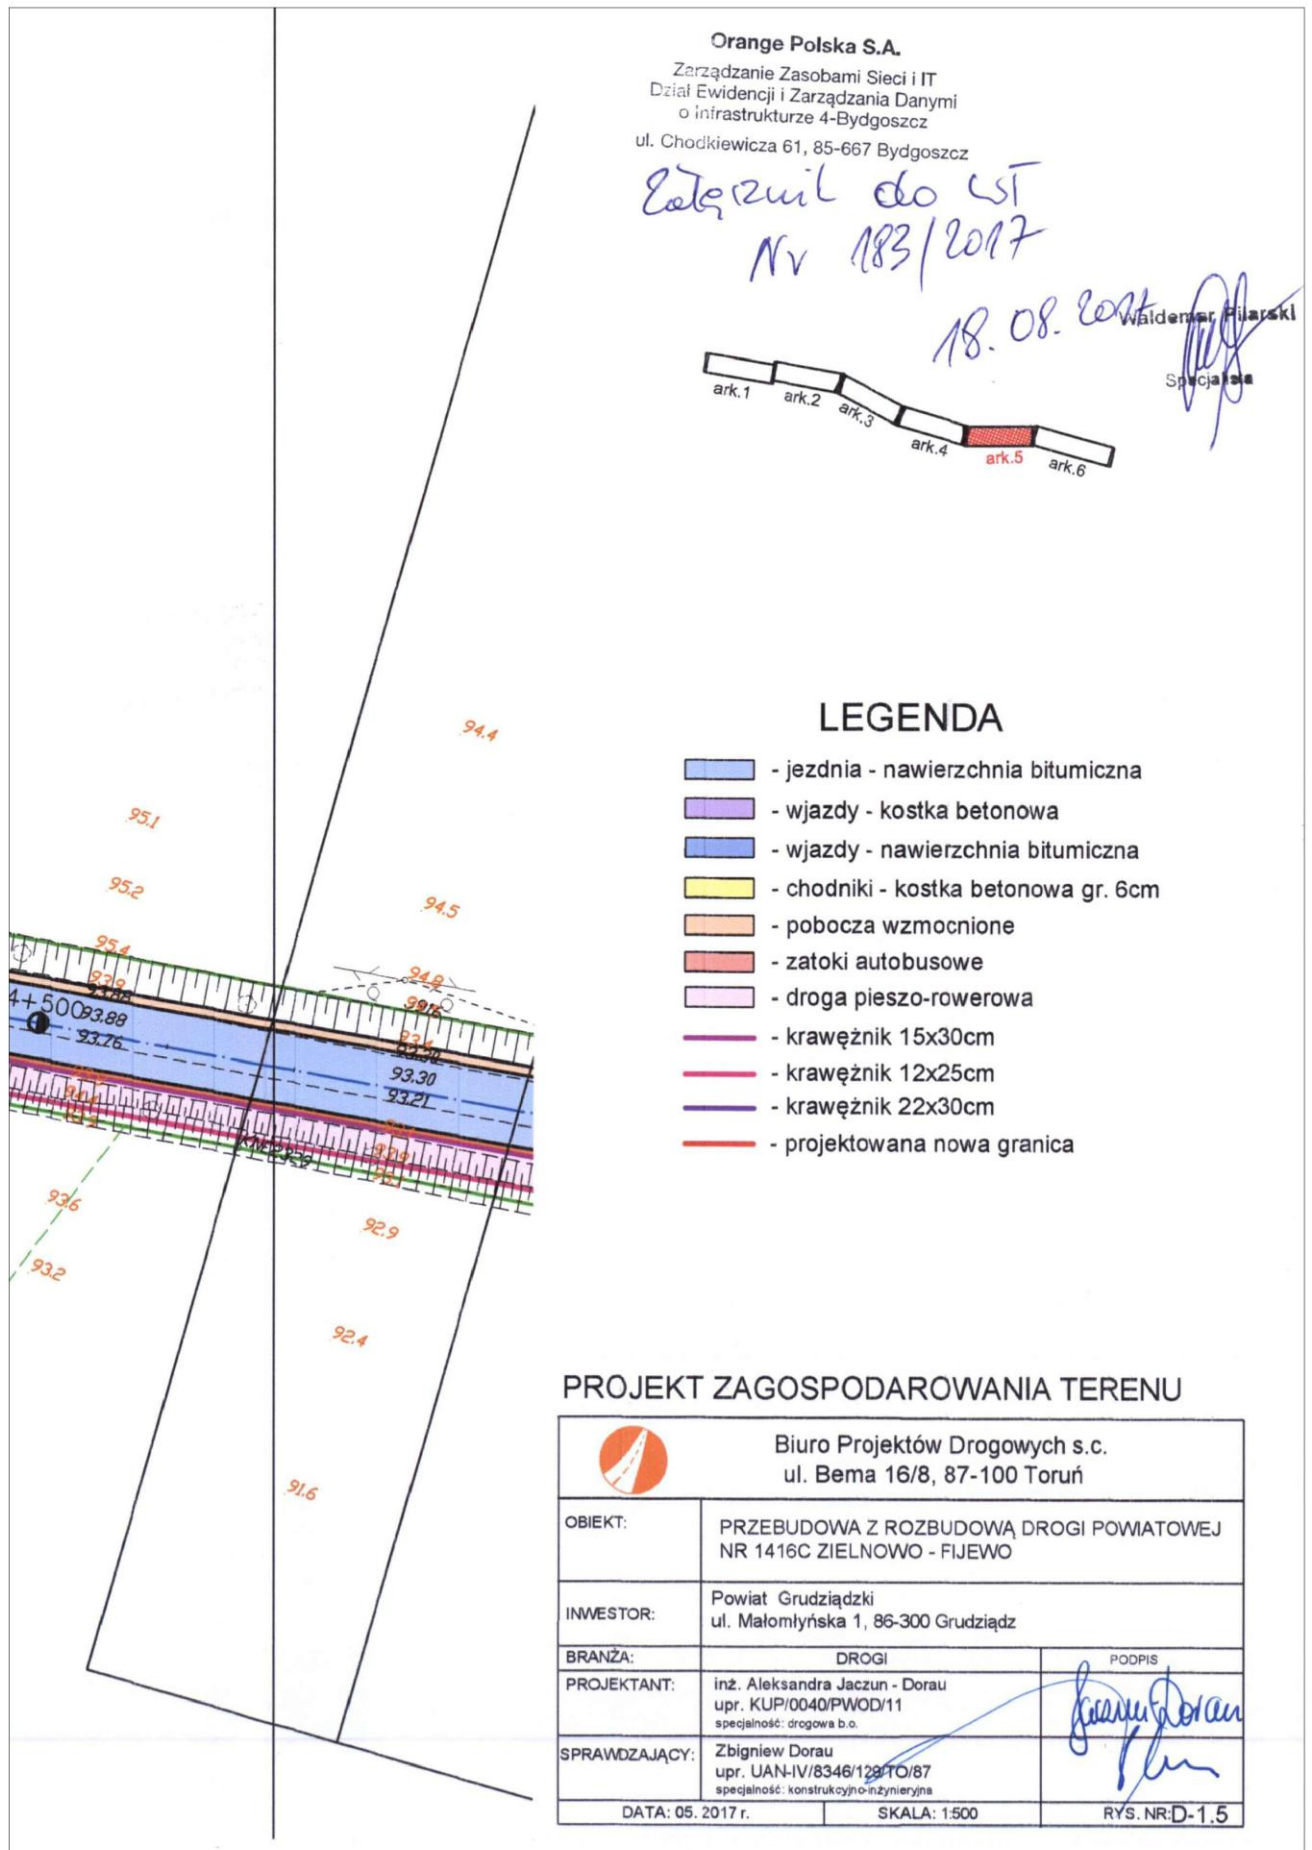 Orange Polska S.A.
Zarządzanie Zasobami Sieci i IT
Dział Ewidencji i Zarządzania Danymi
o Infrastrukturze 4-Bydgoszcz
ul. Chodkiewicza 61, 85-667 Bydgoszcz
Załącznik do WT
Nr 183/2017
18.08.2017
Waldemar Pilarski
Specjalista
ark.1
ark.2
ark.3
ark.4
ark.5
ark.6
94.4
95.1
95.2
94.5
95.4
94.8
93.9
93.88
4+500
93.88
93.76
93.4
93.30
93.21
93.9
93.6
92.9
93.2
92.4
91.6
LEGENDA
- jezdnia - nawierzchnia bitumiczna
- wjazdy - kostka betonowa
- wjazdy - nawierzchnia bitumiczna
- chodniki - kostka betonowa gr. 6cm
- pobocza wzmocnione
- zatoki autobusowe
- droga pieszo-rowerowa
- krawężnik 15x30cm
- krawężnik 12x25cm
- krawężnik 22x30cm
- projektowana nowa granica
PROJEKT ZAGOSPODAROWANIA TERENU
Biuro Projektów Drogowych s.c.
ul. Bema 16/8, 87-100 Toruń
OBIEKT:
PRZEBUDOWA Z ROZBUDOWĄ DROGI POWIATOWEJ
NR 1416C ZIELNOWO - FIJEWO
INWESTOR:
Powiat Grudziądzki
ul. Małomłyńska 1, 86-300 Grudziądz
BRANŻA: DROGI PODPIS
PROJEKTANT:
inż. Aleksandra Jaczun - Dorau
upr. KUP/0040/PWOD/11
specjalność: drogowa b.o.
SPRAWDZAJĄCY:
Zbigniew Dorau
upr. UAN-IV/8346/129/TO/87
specjalność: konstrukcyjno-inżynieryjna
DATA: 05. 2017 r. SKALA: 1:500 RYS. NR:D-1.5